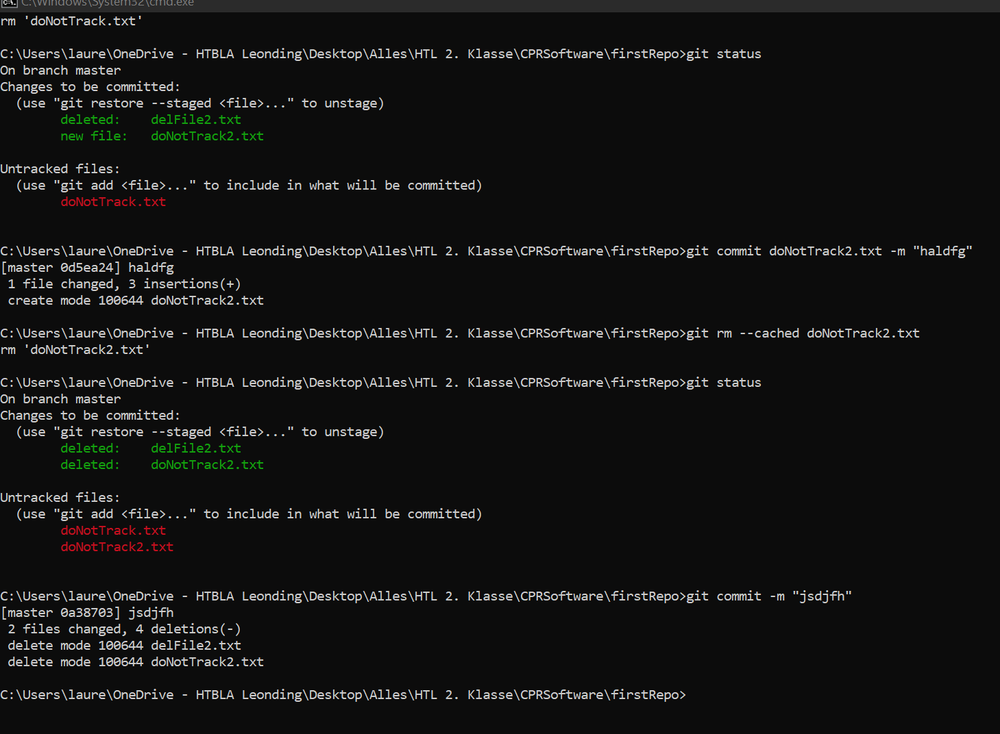 C:\Windows\System32\cmd.exe
rm 'doNotTrack.txt'
C:\Users\laure\OneDrive - HTBLA Leonding\Desktop\Alles\HTL 2. Klasse\CPRSoftware\firstRepo>git status
On branch master
Changes to be committed:
  (use "git restore --staged <file>..." to unstage)
        deleted:    delFile2.txt
        new file:   doNotTrack2.txt
Untracked files:
  (use "git add <file>..." to include in what will be committed)
        doNotTrack.txt
C:\Users\laure\OneDrive - HTBLA Leonding\Desktop\Alles\HTL 2. Klasse\CPRSoftware\firstRepo>git commit doNotTrack2.txt -m "haldfg"
[master 0d5ea24] haldfg
 1 file changed, 3 insertions(+)
 create mode 100644 doNotTrack2.txt
C:\Users\laure\OneDrive - HTBLA Leonding\Desktop\Alles\HTL 2. Klasse\CPRSoftware\firstRepo>git rm --cached doNotTrack2.txt
rm 'doNotTrack2.txt'
C:\Users\laure\OneDrive - HTBLA Leonding\Desktop\Alles\HTL 2. Klasse\CPRSoftware\firstRepo>git status
On branch master
Changes to be committed:
  (use "git restore --staged <file>..." to unstage)
        deleted:    delFile2.txt
        deleted:    doNotTrack2.txt
Untracked files:
  (use "git add <file>..." to include in what will be committed)
        doNotTrack.txt
        doNotTrack2.txt
C:\Users\laure\OneDrive - HTBLA Leonding\Desktop\Alles\HTL 2. Klasse\CPRSoftware\firstRepo>git commit -m "jsdjfh"
[master 0a38703] jsdjfh
 2 files changed, 4 deletions(-)
 delete mode 100644 delFile2.txt
 delete mode 100644 doNotTrack2.txt
C:\Users\laure\OneDrive - HTBLA Leonding\Desktop\Alles\HTL 2. Klasse\CPRSoftware\firstRepo>